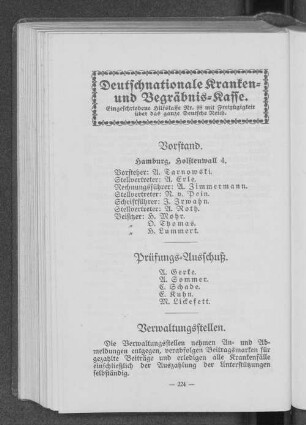 Deutschnationale Kranken-
und Begräbnis-Kasse.
Eingeschriebene Hilfskasse Nr. 98 mit Freizügigkeit
über das ganze Deutsche Reich.
Vorstand.
Hamburg, Holstenwall 4.
Vorsteher: A. Tarnowski.
Stellvertreter: A. Erle.
Rechnungsführer: A. Zimmermann.
Stellvertreter: N. v. Pein.
Schriftführer: J. Irwahn.
Stellvertreter: A. Roth.
Beisitzer: H. Mohr.
„ O. Thomas.
„ H. Lammert.
Prüfungs-Ausschuß.
A. Gerke.
A. Sommer.
C. Schade.
E. Kuhn.
M. Lickefett.
Verwaltungsstellen.
Die Verwaltungsstellen nehmen An- und Ab-
meldungen entgegen, verabfolgen Beitragsmarken für
gezahlte Beiträge und erledigen alle Krankenfälle
einschließlich der Auszahlung der Unterstützungen
selbständig.
— 224 —